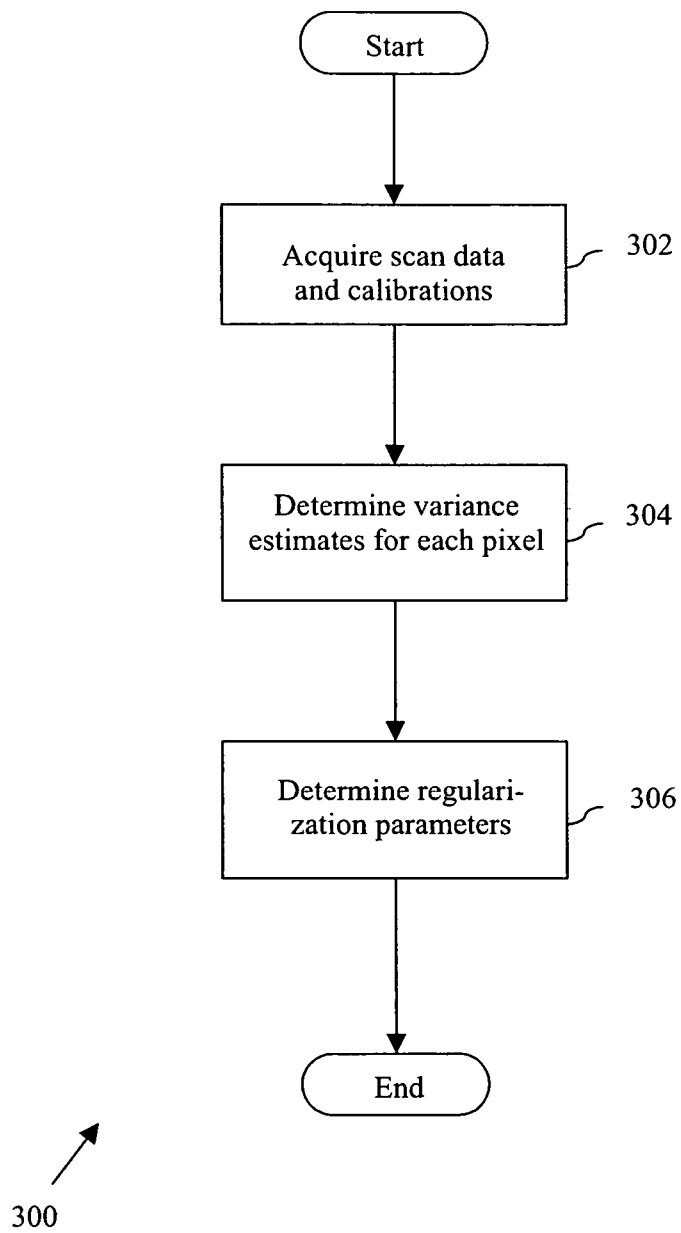 Start
Acquire scan data
and calibrations
302
Determine variance
estimates for each pixel
304
Determine regulari-
zation parameters
306
End
300